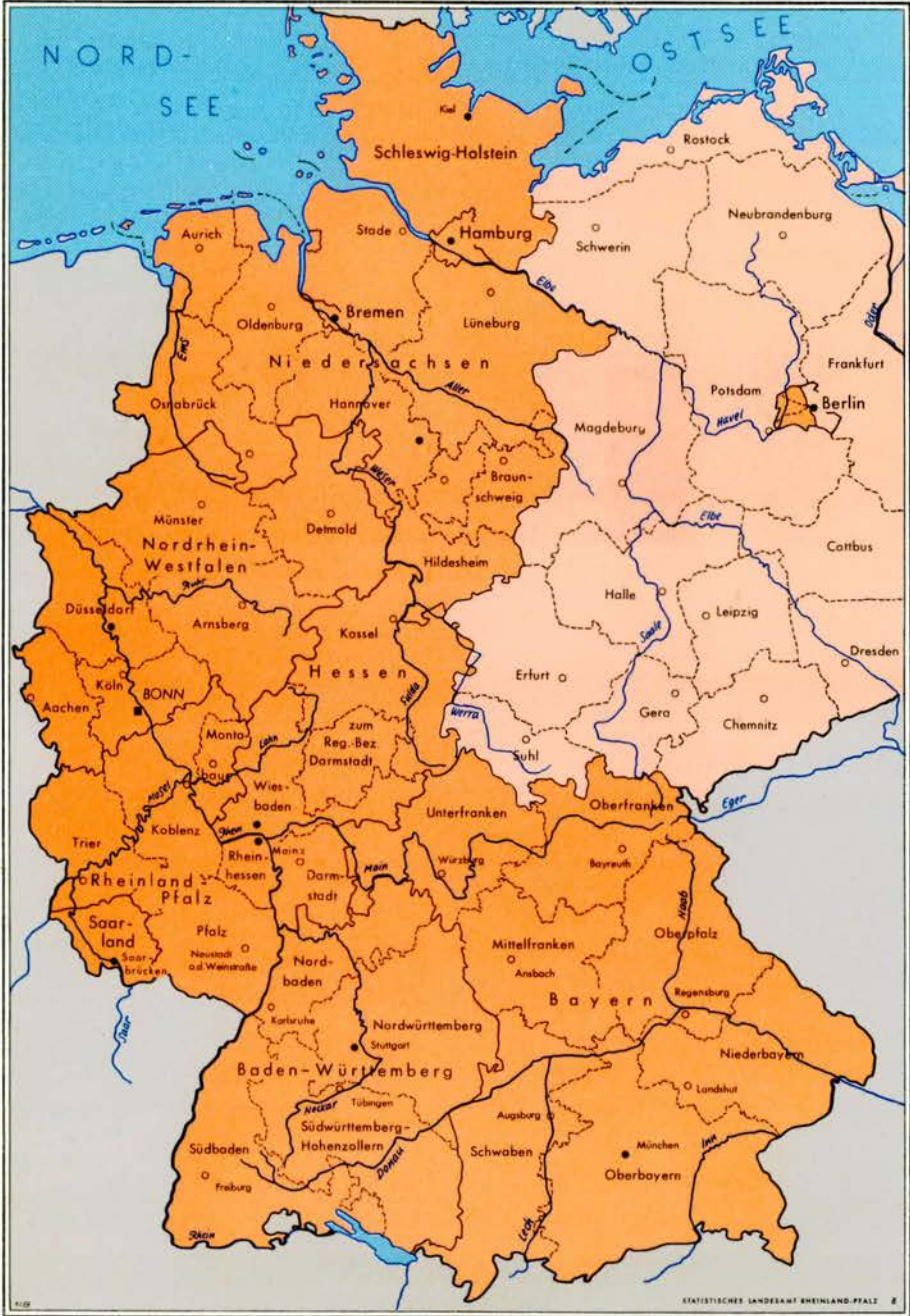 NORD-
SEE
OSTSEE
Kiel
Schleswig-Holstein
Rostock
Neubrandenburg
Schwerin
Aurich
Stade
Hamburg
Elbe
Oder
Bremen
Oldenburg
Lüneburg
Niedersachsen
Ems
Aller
Frankfurt
Potsdam
Berlin
Havel
Osnabrück
Hannover
Magdeburg
Weser
Braun-
schweig
Münster
Detmold
Elbe
Nordrhein-
Westfalen
Hildesheim
Cottbus
Ruhr
Halle
Düsseldorf
Arnsberg
Kassel
Leipzig
Saale
Hessen
Dresden
Köln
BONN
Erfurt
Aachen
Fulda
Werra
Gera
Chemnitz
Monta-
baur
Lahn
zum
Reg.-Bez.
Darmstadt
Suhl
Mosel
Wies-
baden
Unterfranken
Oberfranken
Eger
Koblenz
Trier
Rhein
Rhein-
hessen
Mainz
Main
Würzburg
Bayreuth
Darm-
stadt
Rheinland-
Pfalz
Naab
Saar-
land
Pfalz
Neustadt
a.d. Weinstraße
Mittelfranken
Ansbach
Oberpfalz
Saar-
brücken
Nord-
baden
Bayern
Regensburg
Karlsruhe
Nordwürttemberg
Saar
Stuttgart
Baden-Württemberg
Niederbayern
Neckar
Tübingen
Augsburg
Landshut
Südwürttemberg-
Hohenzollern
Südbaden
Donau
Schwaben
München
Inn
Oberbayern
Freiburg
Rhein
Lech
STATISTISCHES LANDESAMT RHEINLAND-PFALZ